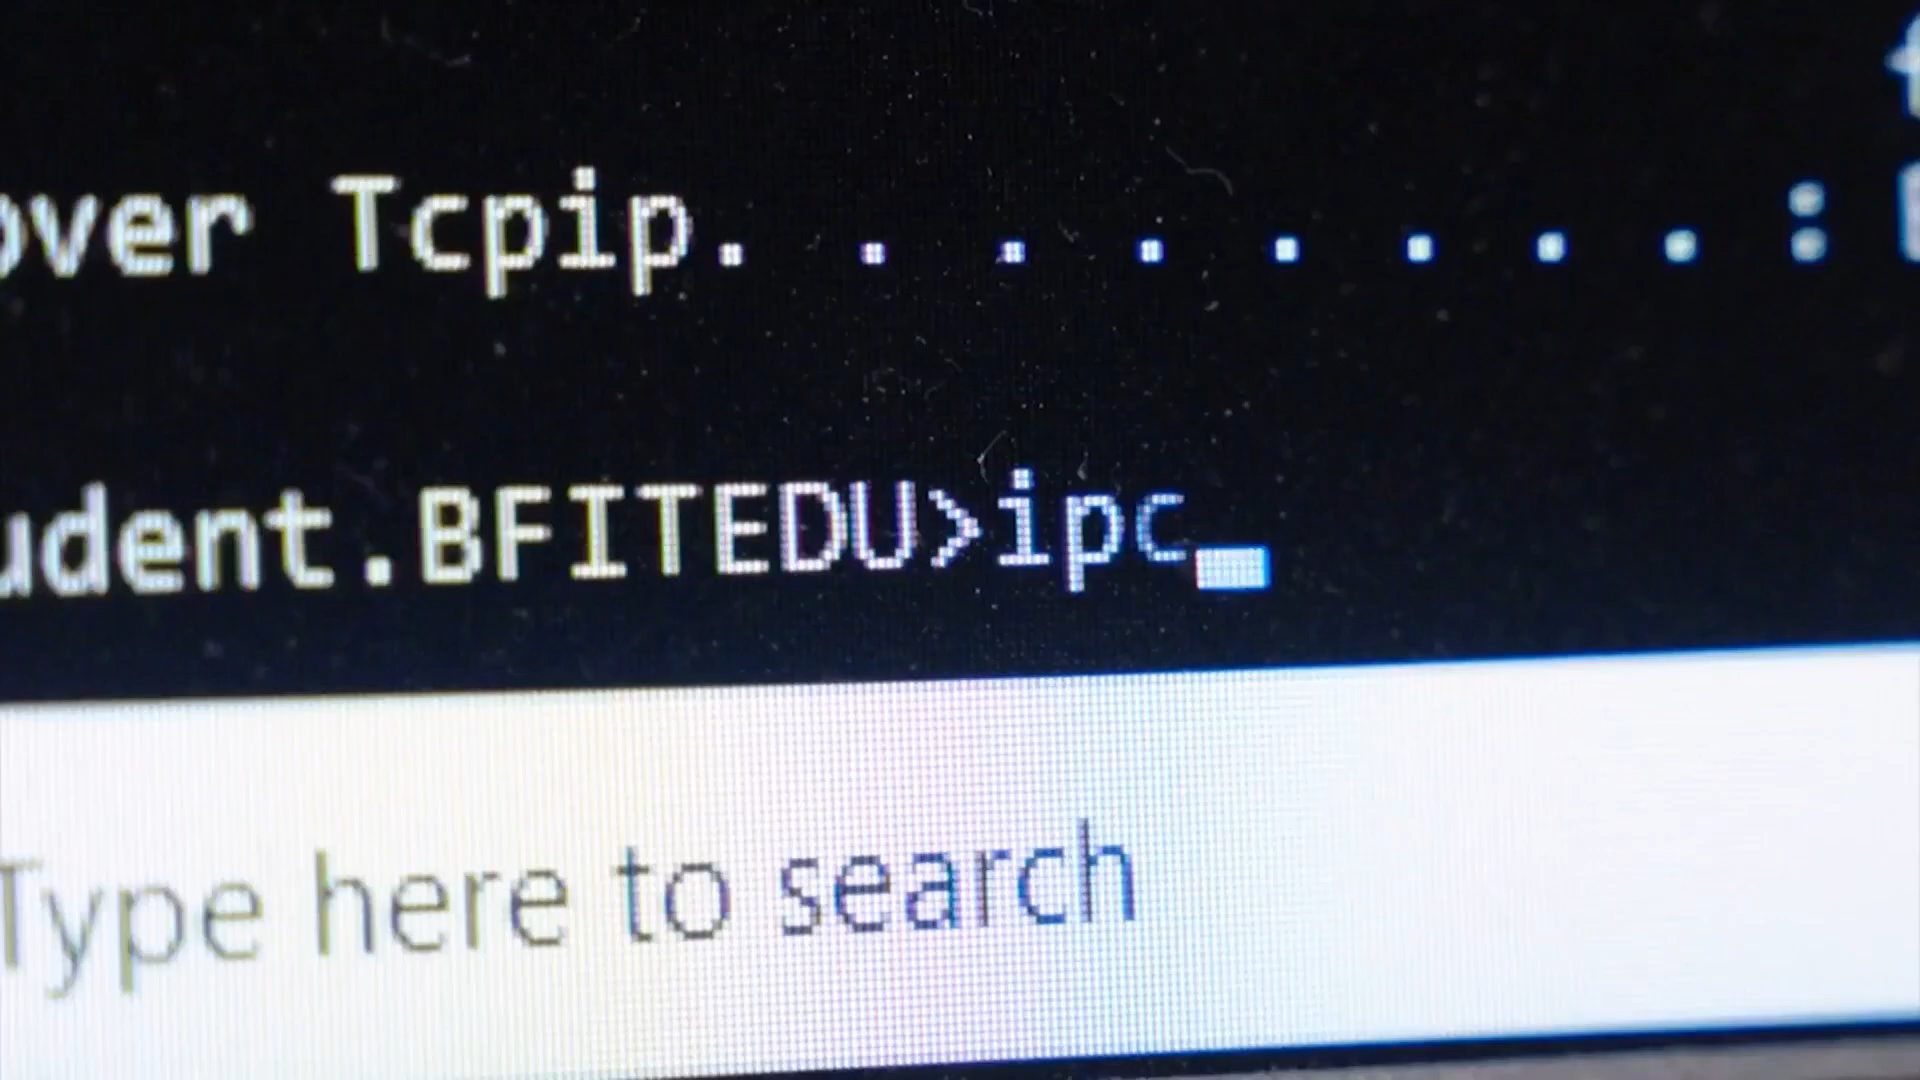 over Tcpip. . . . . . . . :
udent.BFITEDU>ipc
Type here to search